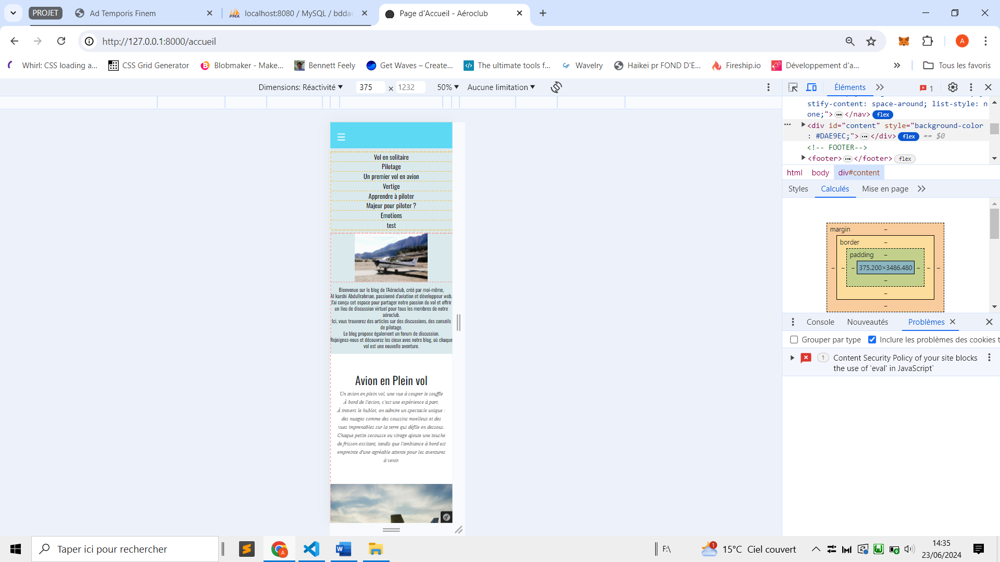 PROJET
Ad Temporis Finem
localhost:8080 / MySQL / bddae
Page d'Accueil - Aéroclub
http://127.0.0.1:8000/accueil
A
Whirl: CSS loading a...
CSS Grid Generator
Blobmaker - Make...
Bennett Feely
Get Waves – Create...
The ultimate tools f...
Wavelry
Haikei pr FOND D'E...
Fireship.io
Développement d'a...
Tous les favoris
Dimensions: Réactivité
375
1232
50%
Aucune limitation
Éléments
1
stify-content: space-around; list-style: n
one;"> </nav> flex
<div id="content" style="background-color
: #DAE9EC;"> </div> flex == $0
<!-- FOOTER-->
<footer> </footer> flex
html body div#content
Styles Calculés Mise en page
margin
border
padding
375.200×3486.480
Console Nouveautés Problèmes
Grouper par type
Inclure les problèmes des cookies t
1
Content Security Policy of your site blocks
the use of 'eval' in JavaScript`
Vol en solitaire
Pilotage
Un premier vol en avion
Vertige
Apprendre à piloter
Majeur pour piloter ?
Emotions
test
Bienvenue sur le blog de l'Aéroclub, créé par moi-même,
Al karshi Abdullrahman, passionné d'aviation et développeur web.
J'ai conçu cet espace pour partager notre passion du vol et offrir
un lieu de discussion virtuel pour tous les membres de notre
aéroclub.
Ici, vous trouverez des articles sur des discussions, des conseils
de pilotage.
Le blog propose également un forum de discussion.
Rejoignez-nous et découvrez les cieux avec notre blog, où chaque
vol est une nouvelle aventure.
Avion en Plein vol
Un avion en plein vol, une vue à couper le souffle
À bord de l'avion, c'est une expérience à part.
À travers le hublot, on admire un spectacle unique :
des nuages comme des coussins moelleux et des
vues imprenables sur la terre qui défile en dessous.
Chaque petite secousse ou virage ajoute une touche
de frisson excitant, tandis que l'ambiance à bord est
empreinte d'une agréable attente pour les aventures
à venir.
Taper ici pour rechercher
F:\
1
15°C Ciel couvert
14:35
23/06/2024